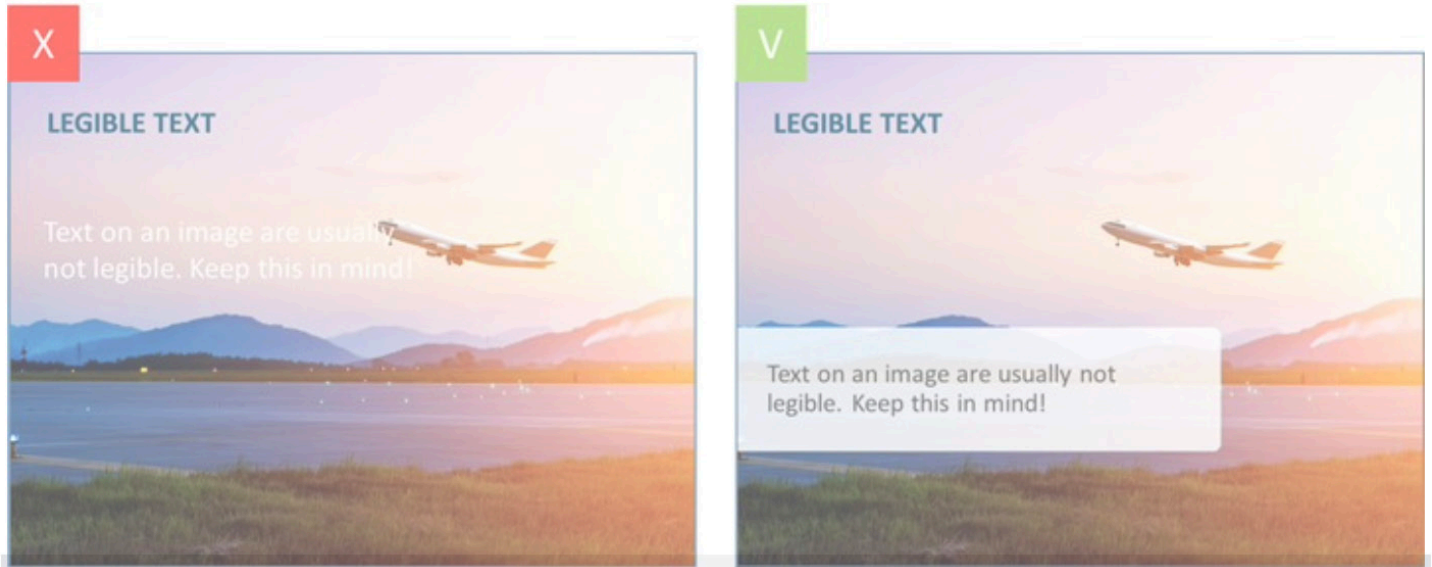 X
LEGIBLE TEXT
Text on an image are usually
not legible. Keep this in mind!
V
LEGIBLE TEXT
Text on an image are usually not
legible. Keep this in mind!